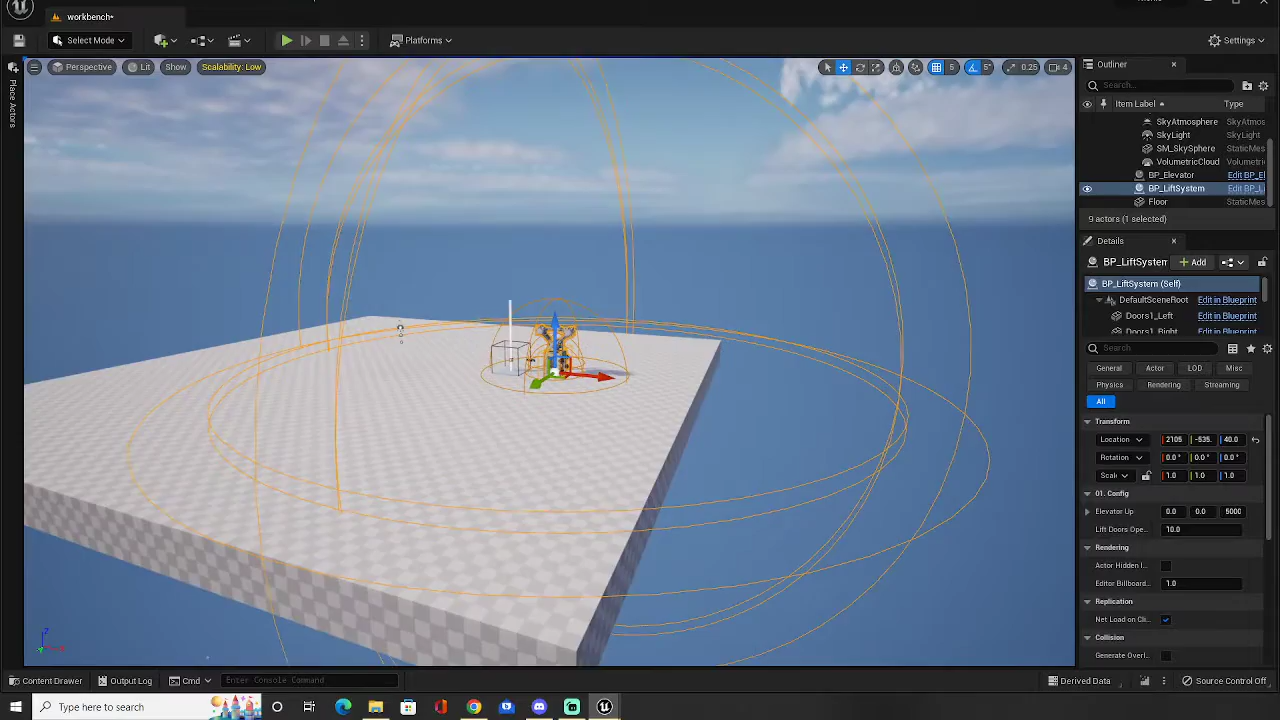 workbench*
Select Mode
Platforms
Settings
Perspective
Lit
Show
Scalability: Low
5
5°
0.25
4
Place Actors
Outliner
Search...
Item Label
Type
SkyAtmosphere
SkyAtmos
SkyLight
SkyLight
SM_SkySphere
StaticMes
VolumetricCloud
Volumetri
BP_Elevator
Edit BP_El
BP_LiftSystem
Edit BP_L
Floor
StaticMes
9 actors (1 selected)
Details
BP_LiftSystem
Add
BP_LiftSystem (Self)
DefaultSceneRoot
Edit in Blueprint
Doors1_Left
Edit in Blueprint
Doors1_Right
Edit in Blueprint
Search
General
Actor
LOD
Misc
Physics
Rendering
Streaming
All
Transform
Location
2105
-535.
40.0
Rotation
0.0°
0.0°
0.0°
Scale
1.0
1.0
1.0
01. Config
Elevator Up
0.0
0.0
5000
Lift Doors Ope..
10.0
Rendering
Actor Hidden I..
Editor Billboard..
1.0
Replication
Net Load on Cli..
Collision
Generate Overl..
Z
Content Drawer
Output Log
Cmd
Enter Console Command
Derived Data
Source Control Off
Type here to search